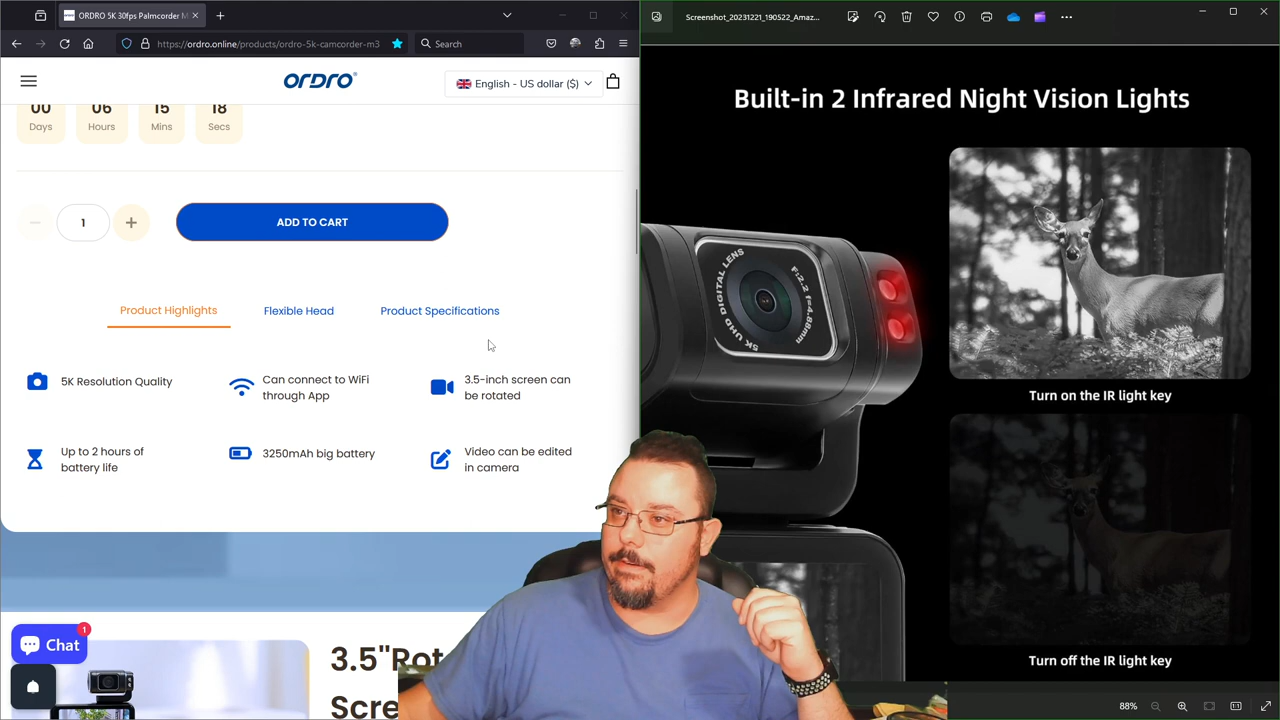 ORDRO 5K 30fps Palmcorder M
https://ordro.online/products/ordro-5k-camcorder-m3
Search
ORDRO
English - US dollar ($)
00 06 15 18
Days Hours Mins Secs
1
ADD TO CART
Product Highlights
Flexible Head
Product Specifications
5K Resolution Quality
Can connect to WiFi
through App
3.5-inch screen can
be rotated
Up to 2 hours of
battery life
3250mAh big battery
Video can be edited
in camera
Chat
1
3.5"Rot
Scre
Screenshot_20231221_190522_Amaz...
Built-in 2 Infrared Night Vision Lights
5K UHD DIGITAL LENS
F:2.2 f=4.88mm
Turn on the IR light key
Turn off the IR light key
88%